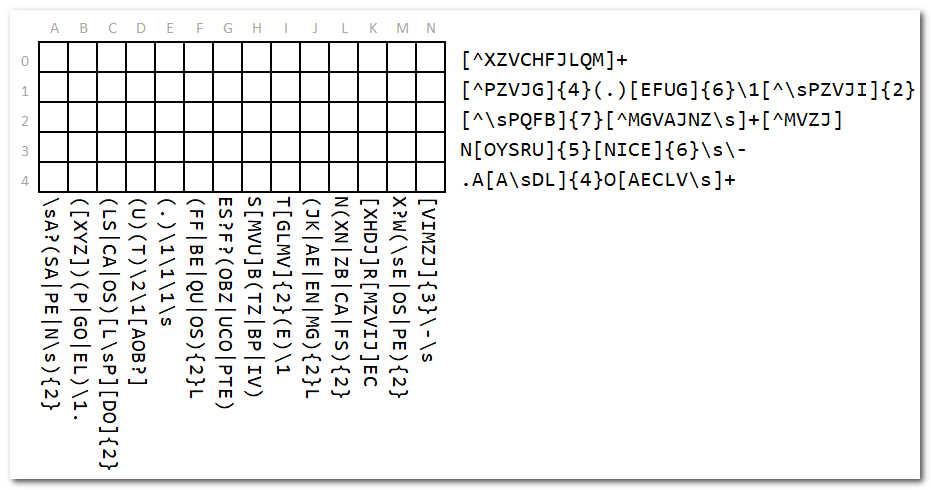 A B C D E F G H I J L K M N
0 [^XZVCHFJLQM]+
1 [^PZVJG]{4}(.)[EFUG]{6}\1[^\sPZVJI]{2}
2 [^\sPQFB]{7}[^MGVAJNZ\s]+[^MVZJ]
3 N[OYSRU]{5}[NICE]{6}\s\-
4 .A[A\sDL]{4}O[AECLV\s]+
\sA?(SA|PE|N\s){2}
([XYZ])(P|GO|EL)\1.
(LS|CA|OS)[L\sP][DO]{2}
(U)(T)\2\1[AOB?]
(.)\1\1\1\s
(FF|BE|QU|OS){2}L
ES?F?(OBZ|UCO|PTE)
S[MVU]B(TZ|BP|IV)
T[GLMV]{2}(E)\1
(JK|AE|EN|MG){2}L
N(XN|ZB|CA|FS){2}
[XHDJ]R[MZVIJ]EC
X?W(\sE|OS|PE){2}
[VIMZJ]{3}\-\s